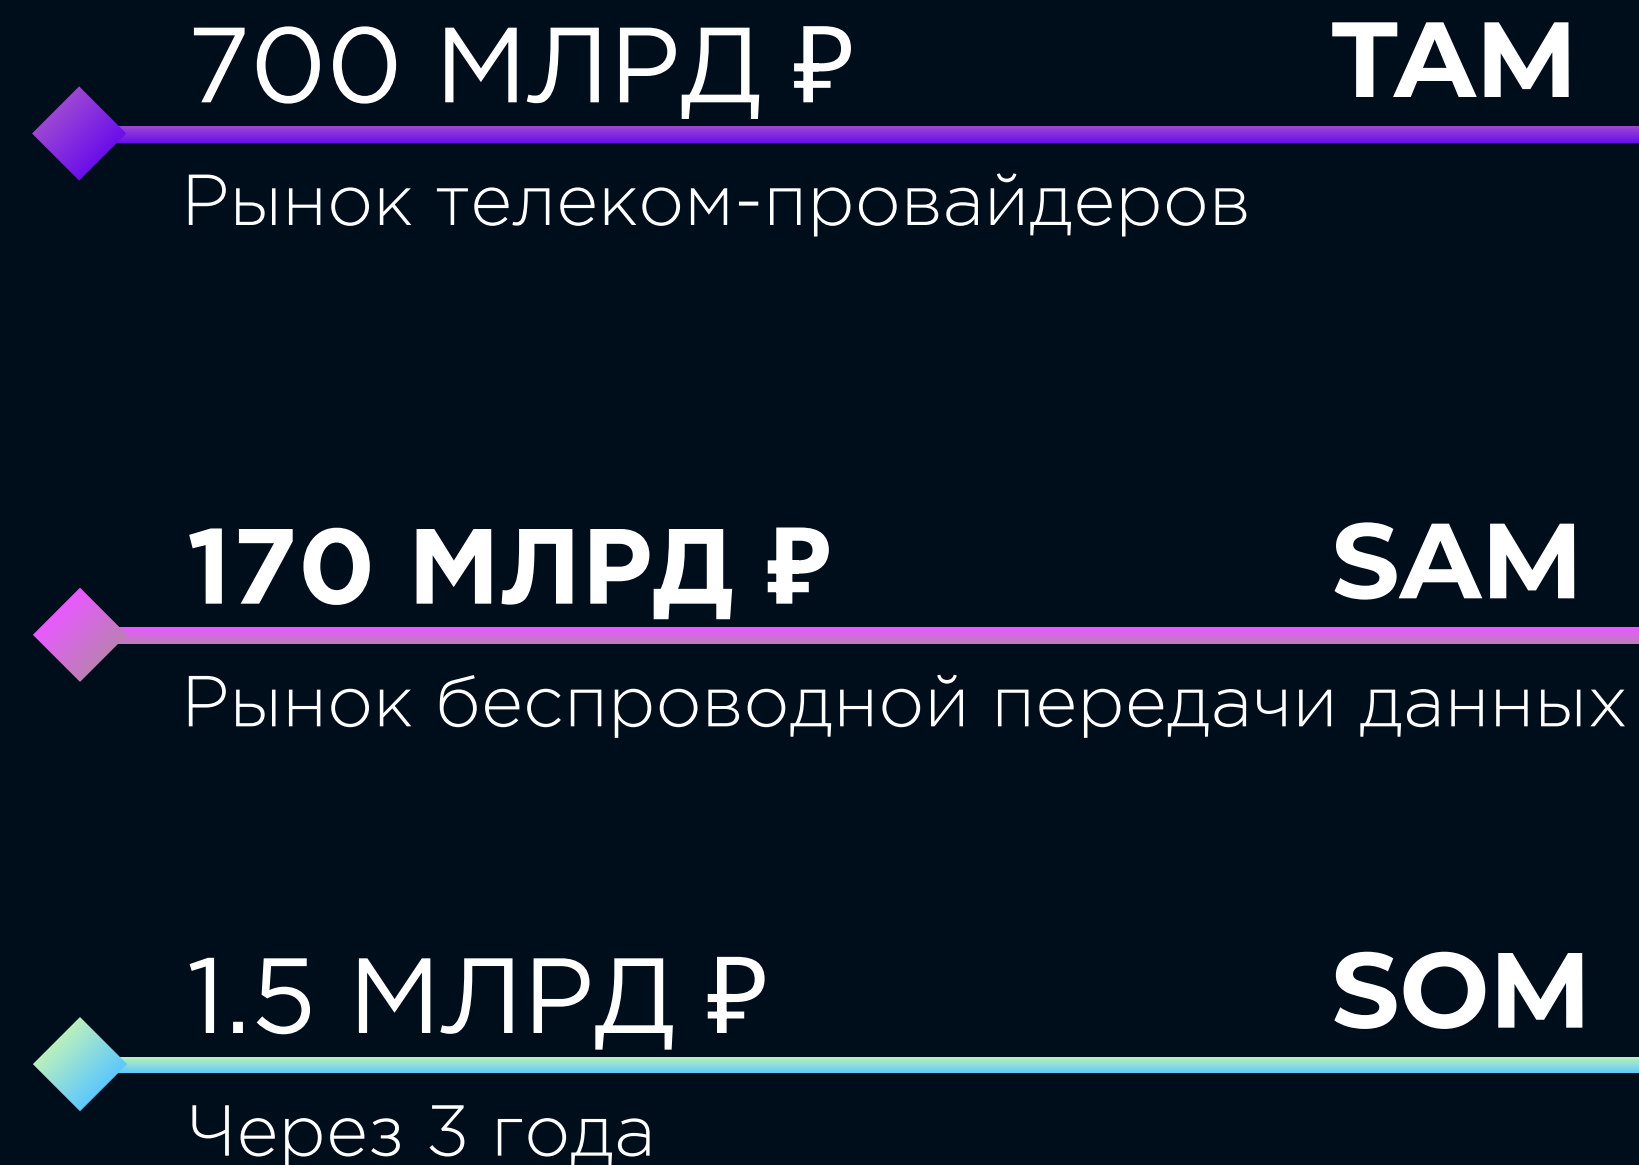 700 МЛРД ₽ TAM
Рынок телеком-провайдеров
170 МЛРД ₽ SAM
Рынок беспроводной передачи данных
1.5 МЛРД ₽ SOM
Через 3 года